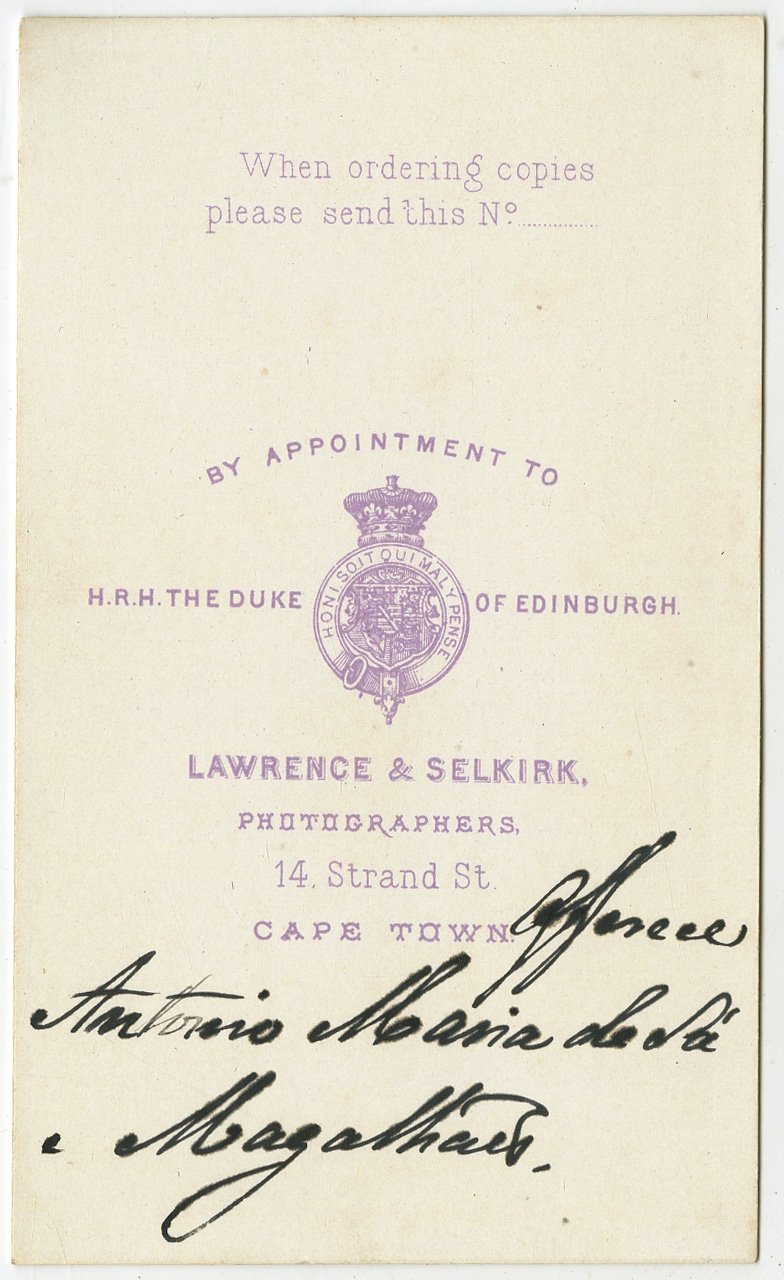 When ordering copies
please send this Nº..............
BY APPOINTMENT TO
HONI SOIT QUI MAL Y PENSE
H.R.H. THE DUKE OF EDINBURGH.
LAWRENCE & SELKIRK,
PHOTOGRAPHERS,
14, Strand St.
CAPE TOWN.
Offerece
Antonio Maria de Sá
e Magalhães.